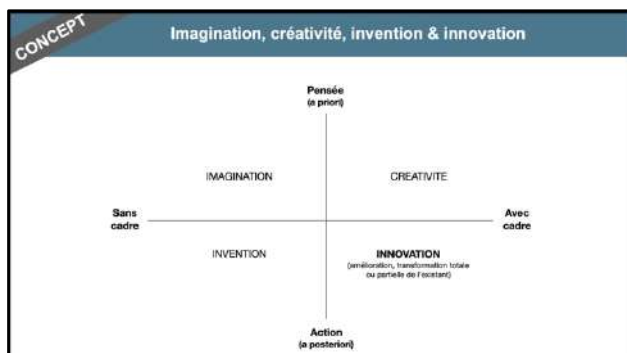 CONCEPT
Imagination, créativité, invention & innovation
Pensée
(a priori)
IMAGINATION
CREATIVITE
Sans
cadre
Avec
cadre
INVENTION
INNOVATION
(amélioration, transformation totale
ou partielle de l'existant)
Action
(a posteriori)